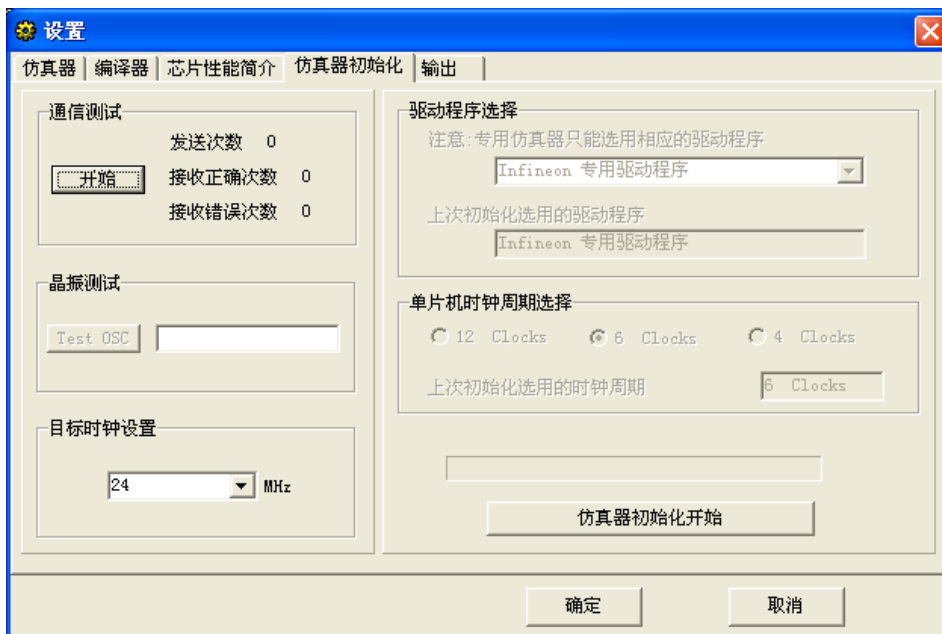 设置
仿真器 编译器 芯片性能简介 仿真器初始化 输出
通信测试
发送次数 0
开始
接收正确次数 0
接收错误次数 0
晶振测试
Test OSC
目标时钟设置
24 MHz
驱动程序选择
注意:专用仿真器只能选用相应的驱动程序
Infineon 专用驱动程序
上次初始化选用的驱动程序
Infineon 专用驱动程序
单片机时钟周期选择
12 Clocks 6 Clocks 4 Clocks
上次初始化选用的时钟周期 6 Clocks
仿真器初始化开始
确定 取消